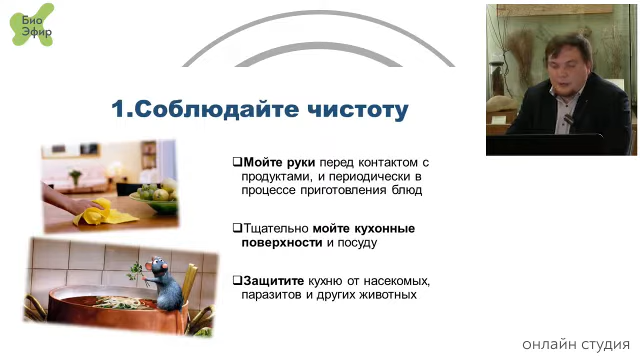 Био
Эфир
1.Соблюдайте чистоту
Мойте руки перед контактом с
продуктами, и периодически в
процессе приготовления блюд
Тщательно мойте кухонные
поверхности и посуду
Защитите кухню от насекомых,
паразитов и других животных
онлайн студия